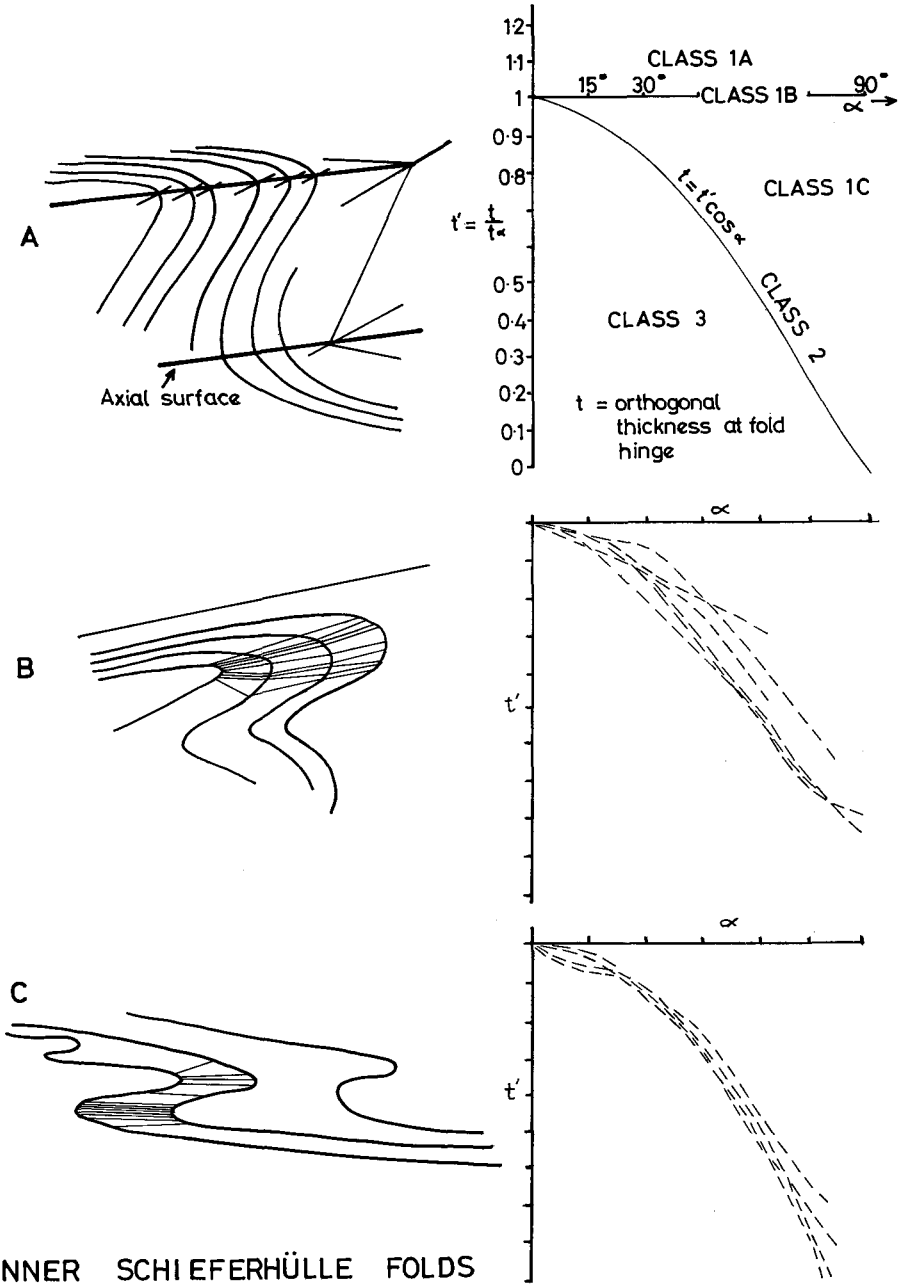 1·2
1·1
1
0·9
0·8
0·5
0·4
0·3
0·2
0·1
0
CLASS 1A
15° 30° 90°
CLASS 1B
α
t' = t/tα
t=t'cos α
CLASS 1C
CLASS 2
CLASS 3
t = orthogonal
thickness at fold
hinge
A
Axial surface
B
α
t'
C
α
t'
NNER SCHIEFERHÜLLE FOLDS